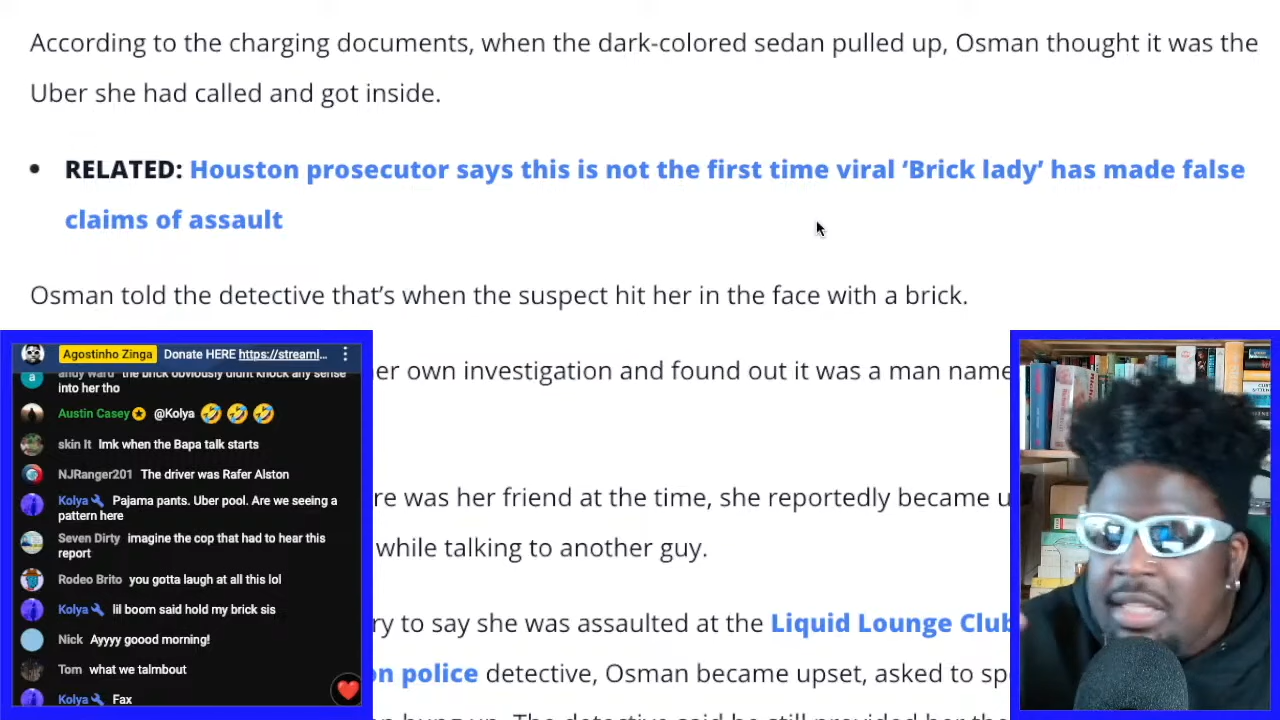 According to the charging documents, when the dark-colored sedan pulled up, Osman thought it was the
Uber she had called and got inside.
RELATED: Houston prosecutor says this is not the first time viral ‘Brick lady’ has made false
claims of assault
Osman told the detective that’s when the suspect hit her in the face with a brick.
er own investigation and found out it was a man name
re was her friend at the time, she reportedly became u
while talking to another guy.
ry to say she was assaulted at the Liquid Lounge Club
on police detective, Osman became upset, asked to sp
Agostinho Zinga Donate HERE https://streaml...
andy ward the brick obviously didnt knock any sense
into her tho
Austin Casey @Kolya 🤣 🤣 🤣
skin It lmk when the Bapa talk starts
NJRanger201 The driver was Rafer Alston
Kolya Pajama pants. Uber pool. Are we seeing a
pattern here
Seven Dirty imagine the cop that had to hear this
report
Rodeo Brito you gotta laugh at all this lol
Kolya lil boom said hold my brick sis
Nick Ayyyy goood morning!
Tom what we talmbout
Kolya Fax